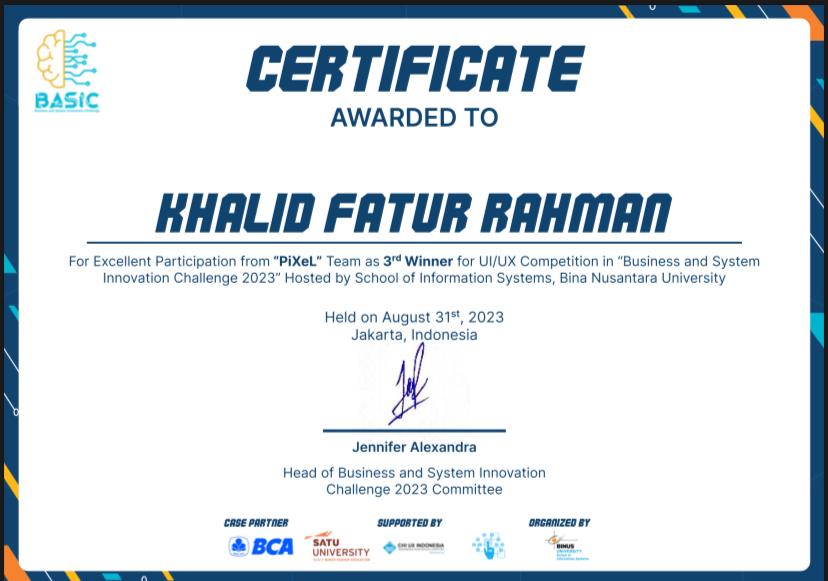 BASiC
CERTIFICATE
AWARDED TO
KHALID FATUR RAHMAN
For Excellent Participation from “PiXeL” Team as 3rd Winner for UI/UX Competition in “Business and System
Innovation Challenge 2023” Hosted by School of Information Systems, Bina Nusantara University
Held on August 31st, 2023
Jakarta, Indonesia
Jennifer Alexandra
Head of Business and System Innovation
Challenge 2023 Committee
CASE PARTNER
SUPPORTED BY
ORGANIZED BY
BCA
SATU
UNIVERSITY
CHI UX INDONESIA
BINUS
UNIVERSITY